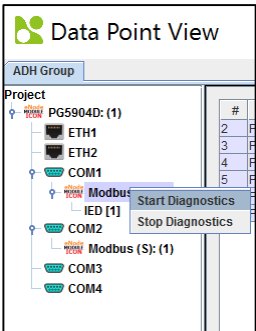 Data Point View
ADH Group
Project
#
PG5904D: (1)
2
ETH1
3
ETH2
4
COM1
5
Modbus
Start Diagnostics
IED [1]
Stop Diagnostics
COM2
Modbus (S): (1)
COM3
COM4